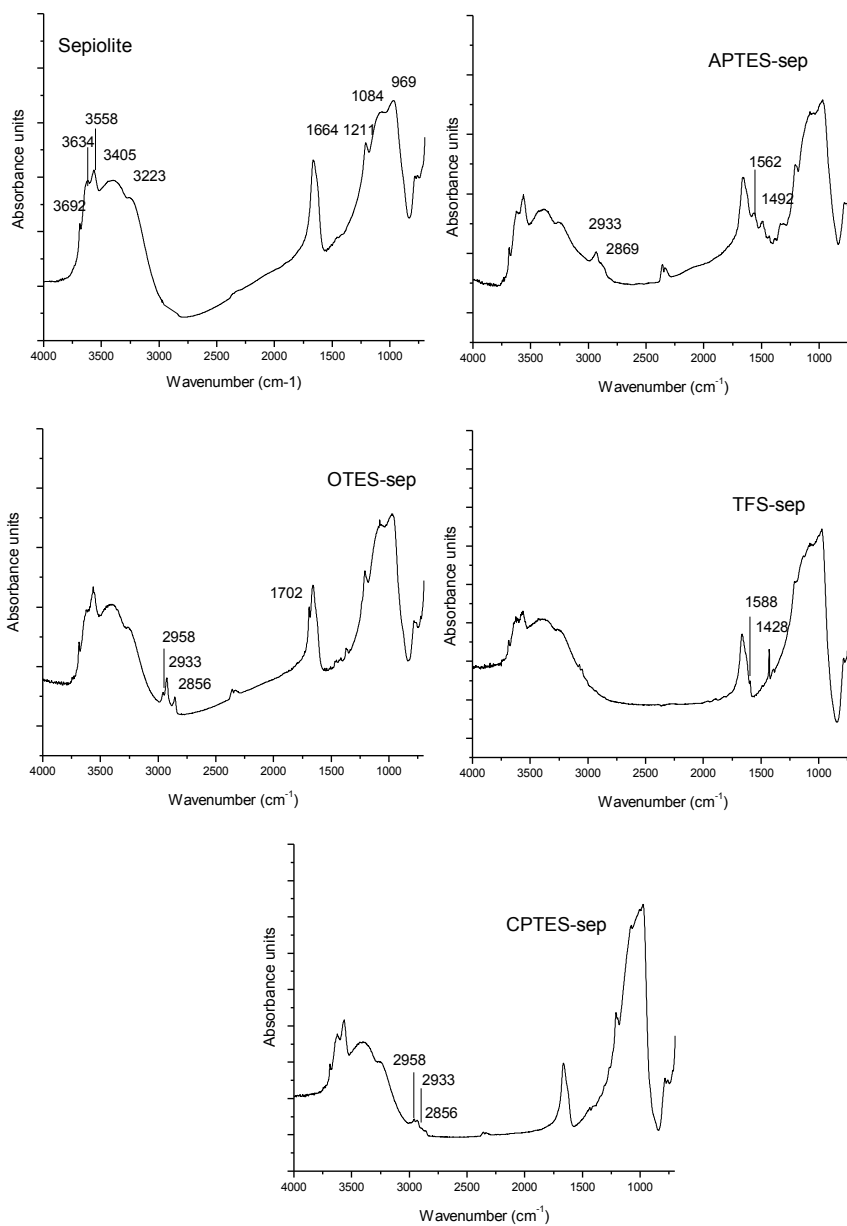 Sepiolite
3692
3634
3558
3405
3223
1664
1211
1084
969
Absorbance units
4000 3500 3000 2500 2000 1500 1000
Wavenumber (cm-1)
APTES-sep
2933
2869
1562
1492
Absorbance units
4000 3500 3000 2500 2000 1500 1000
Wavenumber (cm⁻¹)
OTES-sep
2958
2933
2856
1702
Absorbance units
4000 3500 3000 2500 2000 1500 1000
Wavenumber (cm⁻¹)
TFS-sep
1588
1428
Absorbance units
4000 3500 3000 2500 2000 1500 1000
Wavenumber (cm⁻¹)
CPTES-sep
2958
2933
2856
Absorbance units
4000 3500 3000 2500 2000 1500 1000
Wavenumber (cm⁻¹)